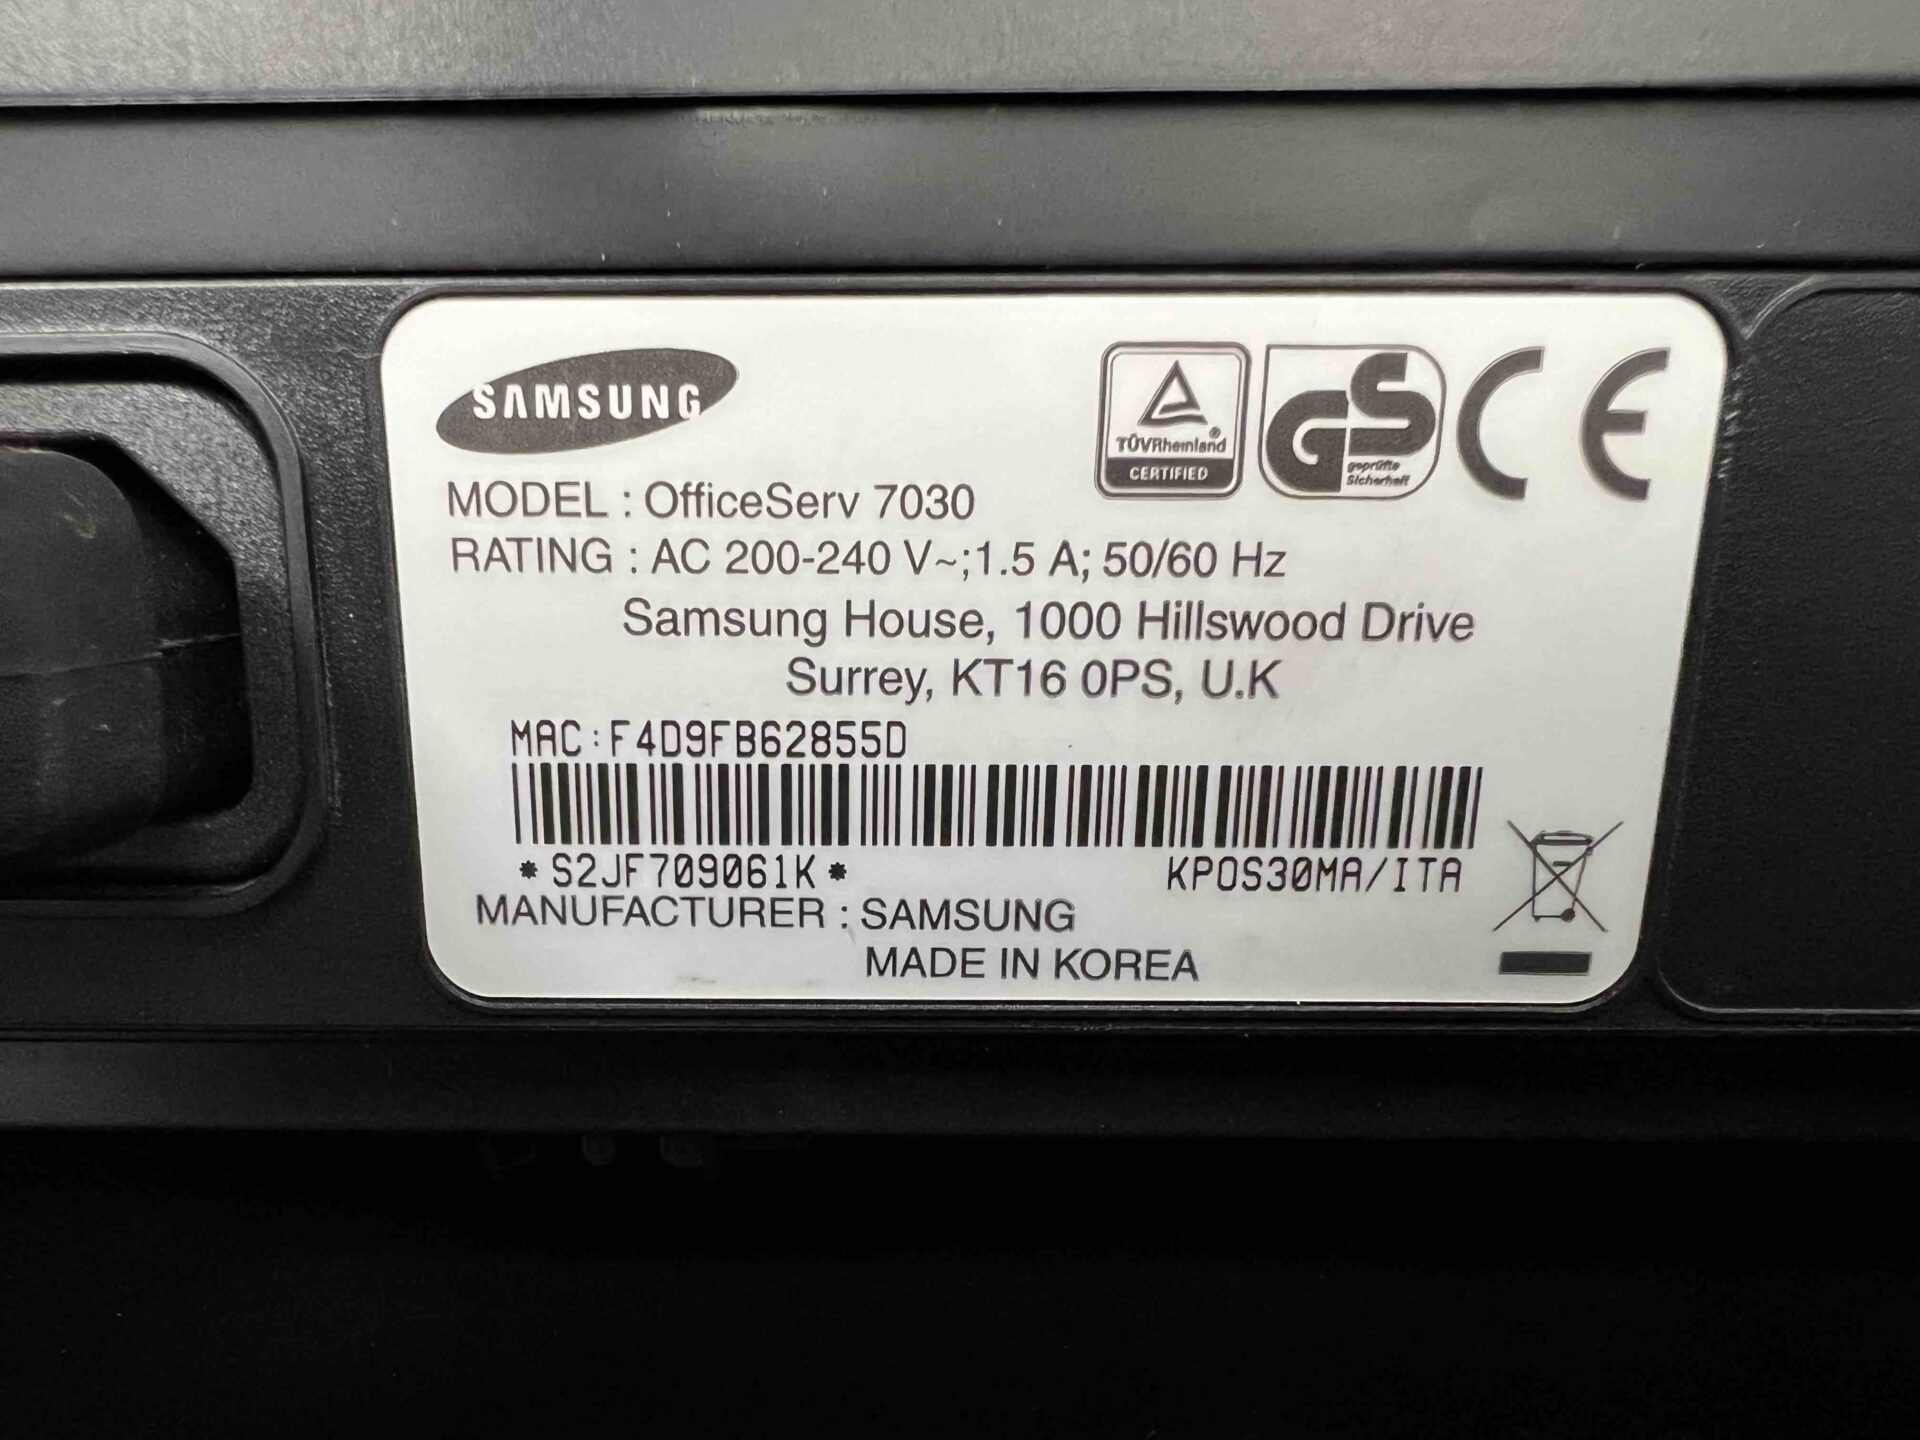 SAMSUNG
TÜVRheinland®
CERTIFIED
GS
geprüfte
Sicherheit
CE
MODEL : OfficeServ 7030
RATING : AC 200-240 V~;1.5 A; 50/60 Hz
Samsung House, 1000 Hillswood Drive
Surrey, KT16 0PS, U.K
MAC:F4D9FB62855D
*S2JF709061K* KPOS30MA/ITA
MANUFACTURER : SAMSUNG
MADE IN KOREA